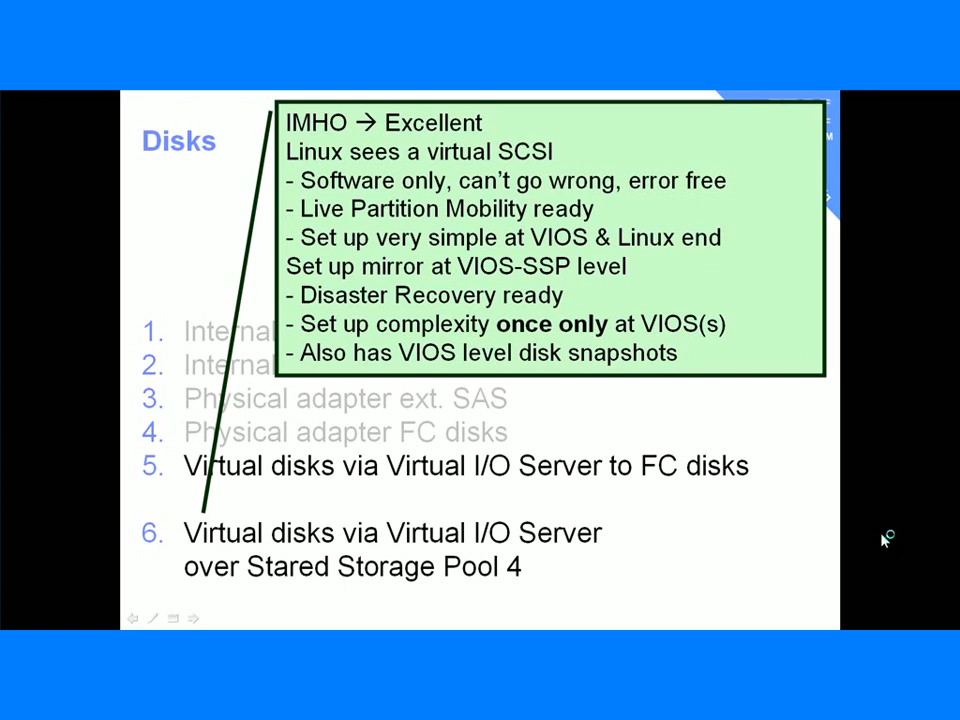 Disks
IMHO → Excellent
Linux sees a virtual SCSI
- Software only, can't go wrong, error free
- Live Partition Mobility ready
- Set up very simple at VIOS & Linux end
Set up mirror at VIOS-SSP level
- Disaster Recovery ready
- Set up complexity once only at VIOS(s)
- Also has VIOS level disk snapshots
1. Internal
2. Internal
3. Physical adapter ext. SAS
4. Physical adapter FC disks
5. Virtual disks via Virtual I/O Server to FC disks
6. Virtual disks via Virtual I/O Server
over Stared Storage Pool 4